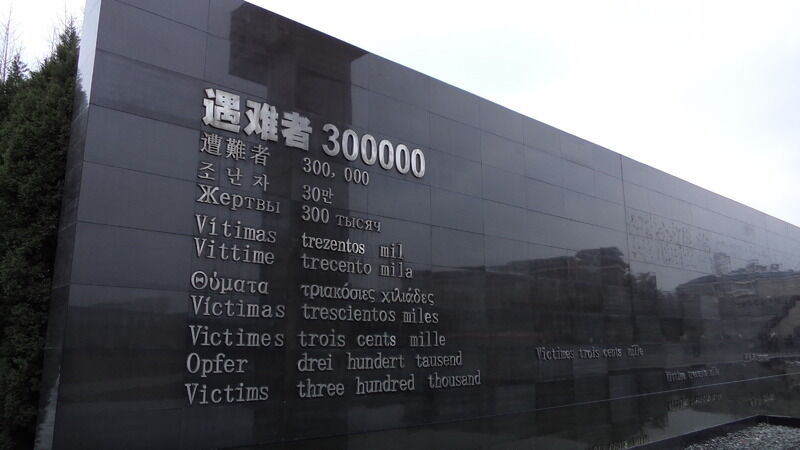 遇难者 300000
遭難者 300,000
조난자 30만
Жертвы 300 тысяч
Vítimas trezentos mil
Vittime trecento mila
Θύματα τριακόσιες χιλιάδες
Víctimas trescientos miles
Victimes trois cents mille
Opfer drei hundert tausend
Victims three hundred thousand
Victimes trois cents mille